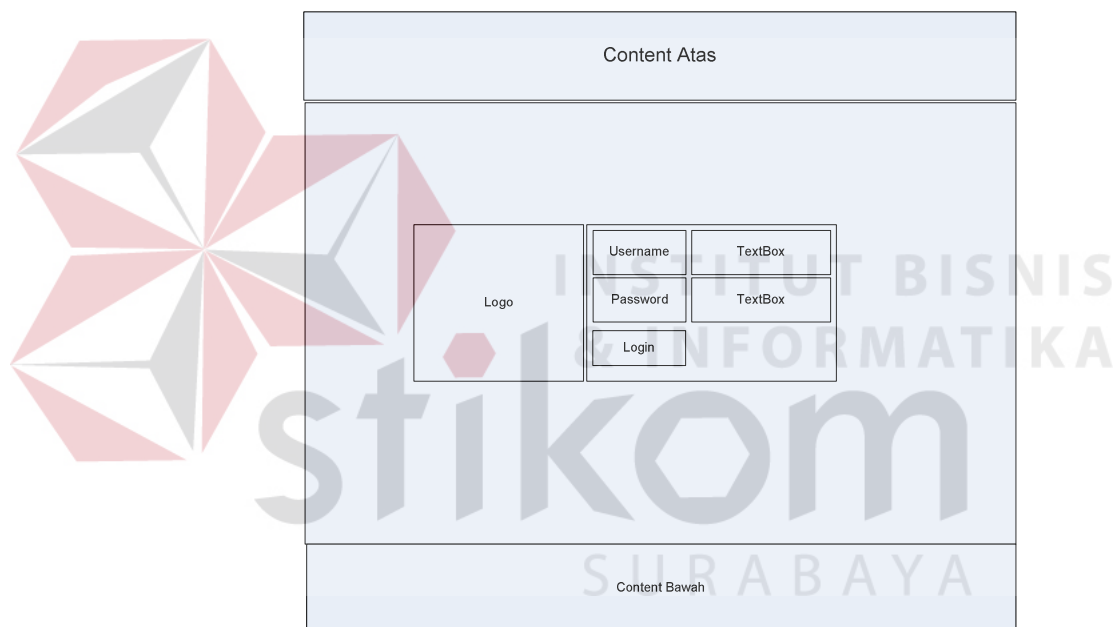 Content Atas
Username TextBox
Password TextBox
Logo
Login
Content Bawah
INSTITUT BISNIS
& INFORMATIKA
stikom
SURABAYA